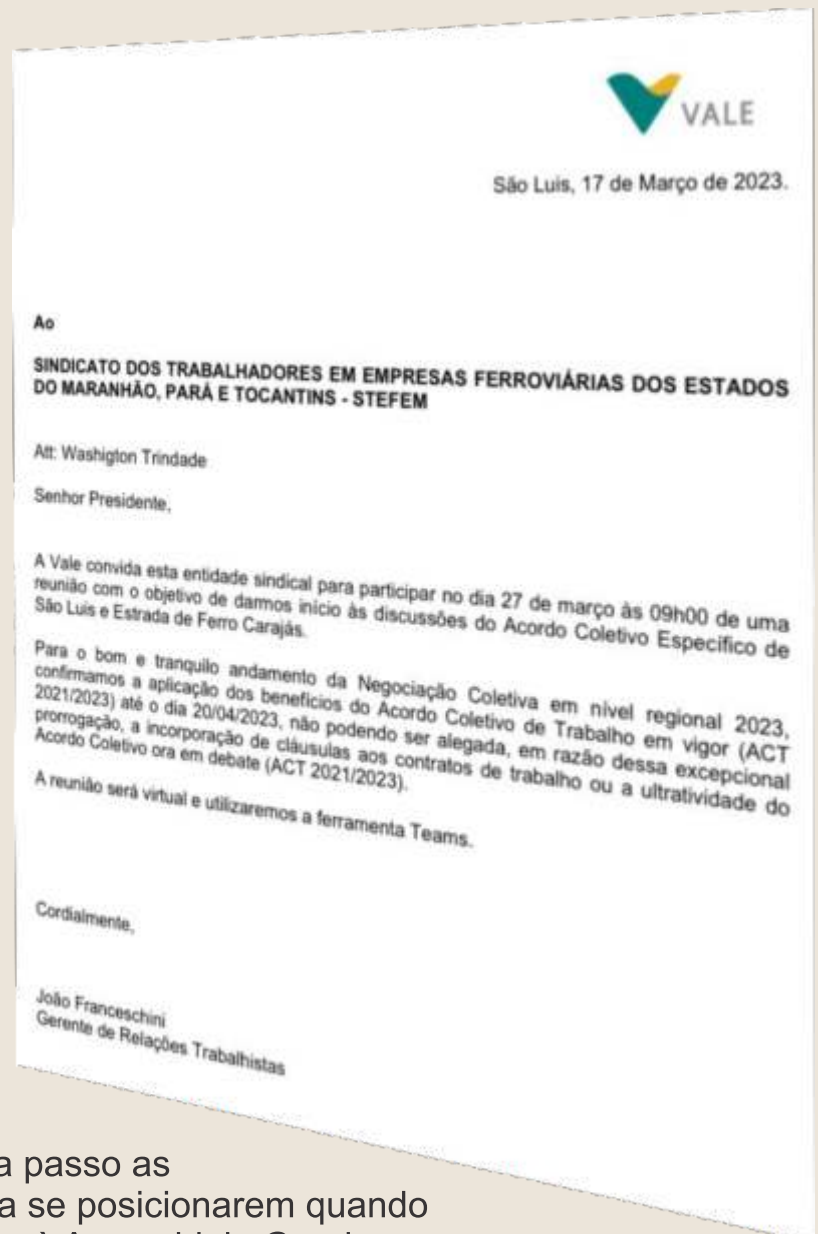 VALE
São Luis, 17 de Março de 2023.
Ao
SINDICATO DOS TRABALHADORES EM EMPRESAS FERROVIÁRIAS DOS ESTADOS
DO MARANHÃO, PARÁ E TOCANTINS - STEFEM
Att: Washigton Trindade
Senhor Presidente,
A Vale convida esta entidade sindical para participar no dia 27 de março às 09h00 de uma
reunião com o objetivo de darmos início às discussões do Acordo Coletivo Específico de
São Luis e Estrada de Ferro Carajás.
Para o bom e tranquilo andamento da Negociação Coletiva em nível regional 2023,
confirmamos a aplicação dos benefícios do Acordo Coletivo de Trabalho em vigor (ACT
2021/2023) até o dia 20/04/2023, não podendo ser alegada, em razão dessa excepcional
prorrogação, a incorporação de cláusulas aos contratos de trabalho ou a ultratividade do
Acordo Coletivo ora em debate (ACT 2021/2023).
A reunião será virtual e utilizaremos a ferramenta Teams.
Cordialmente,
João Franceschini
Gerente de Relações Trabalhistas
a passo as
a se posicionarem quando